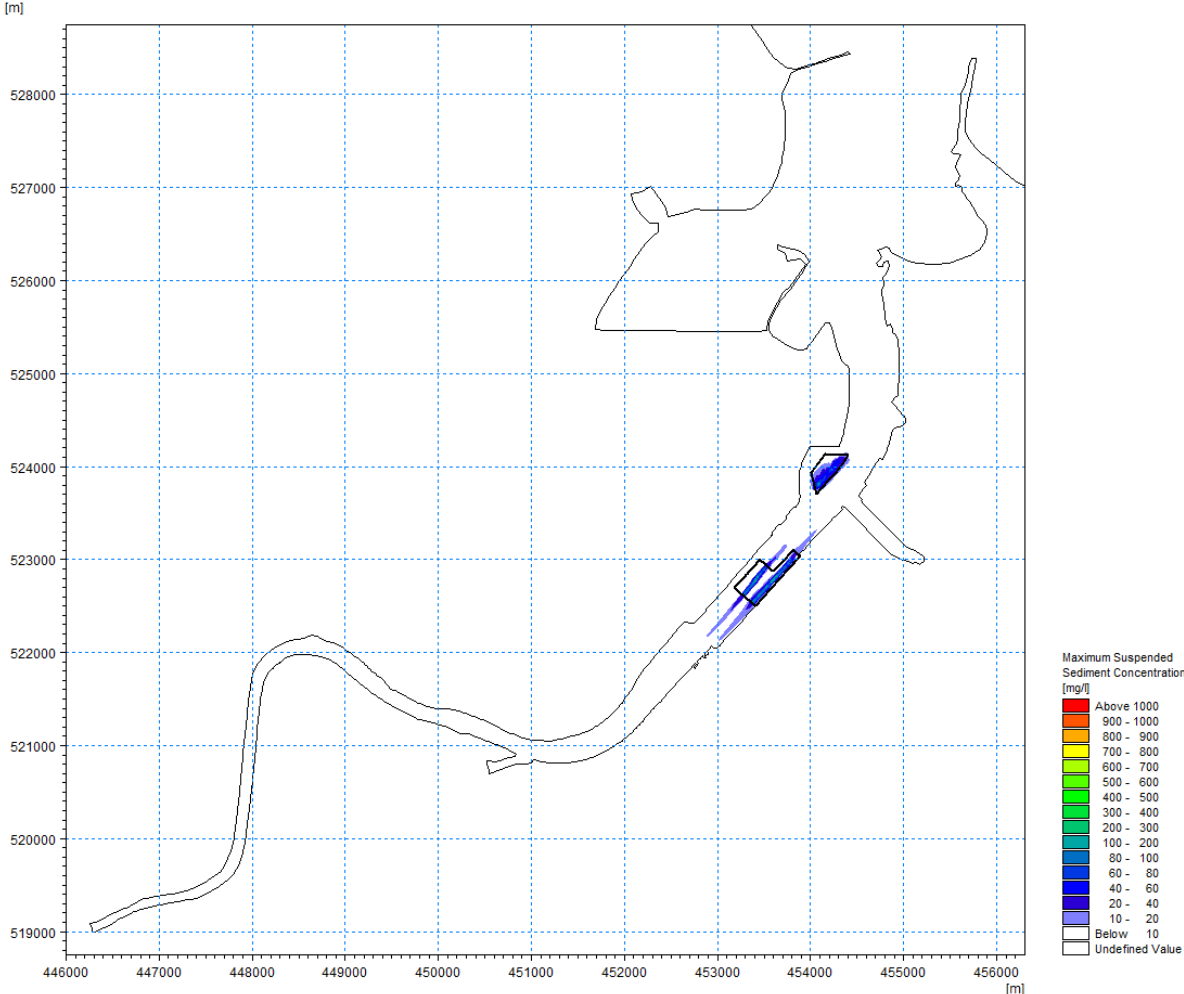 [m]
528000
527000
526000
525000
524000
523000
522000
521000
520000
519000
446000 447000 448000 449000 450000 451000 452000 453000 454000 455000 456000
[m]
Maximum Suspended
Sediment Concentration
[mg/l]
Above 1000
900 - 1000
800 - 900
700 - 800
600 - 700
500 - 600
400 - 500
300 - 400
200 - 300
100 - 200
80 - 100
60 - 80
40 - 60
20 - 40
10 - 20
Below 10
Undefined Value